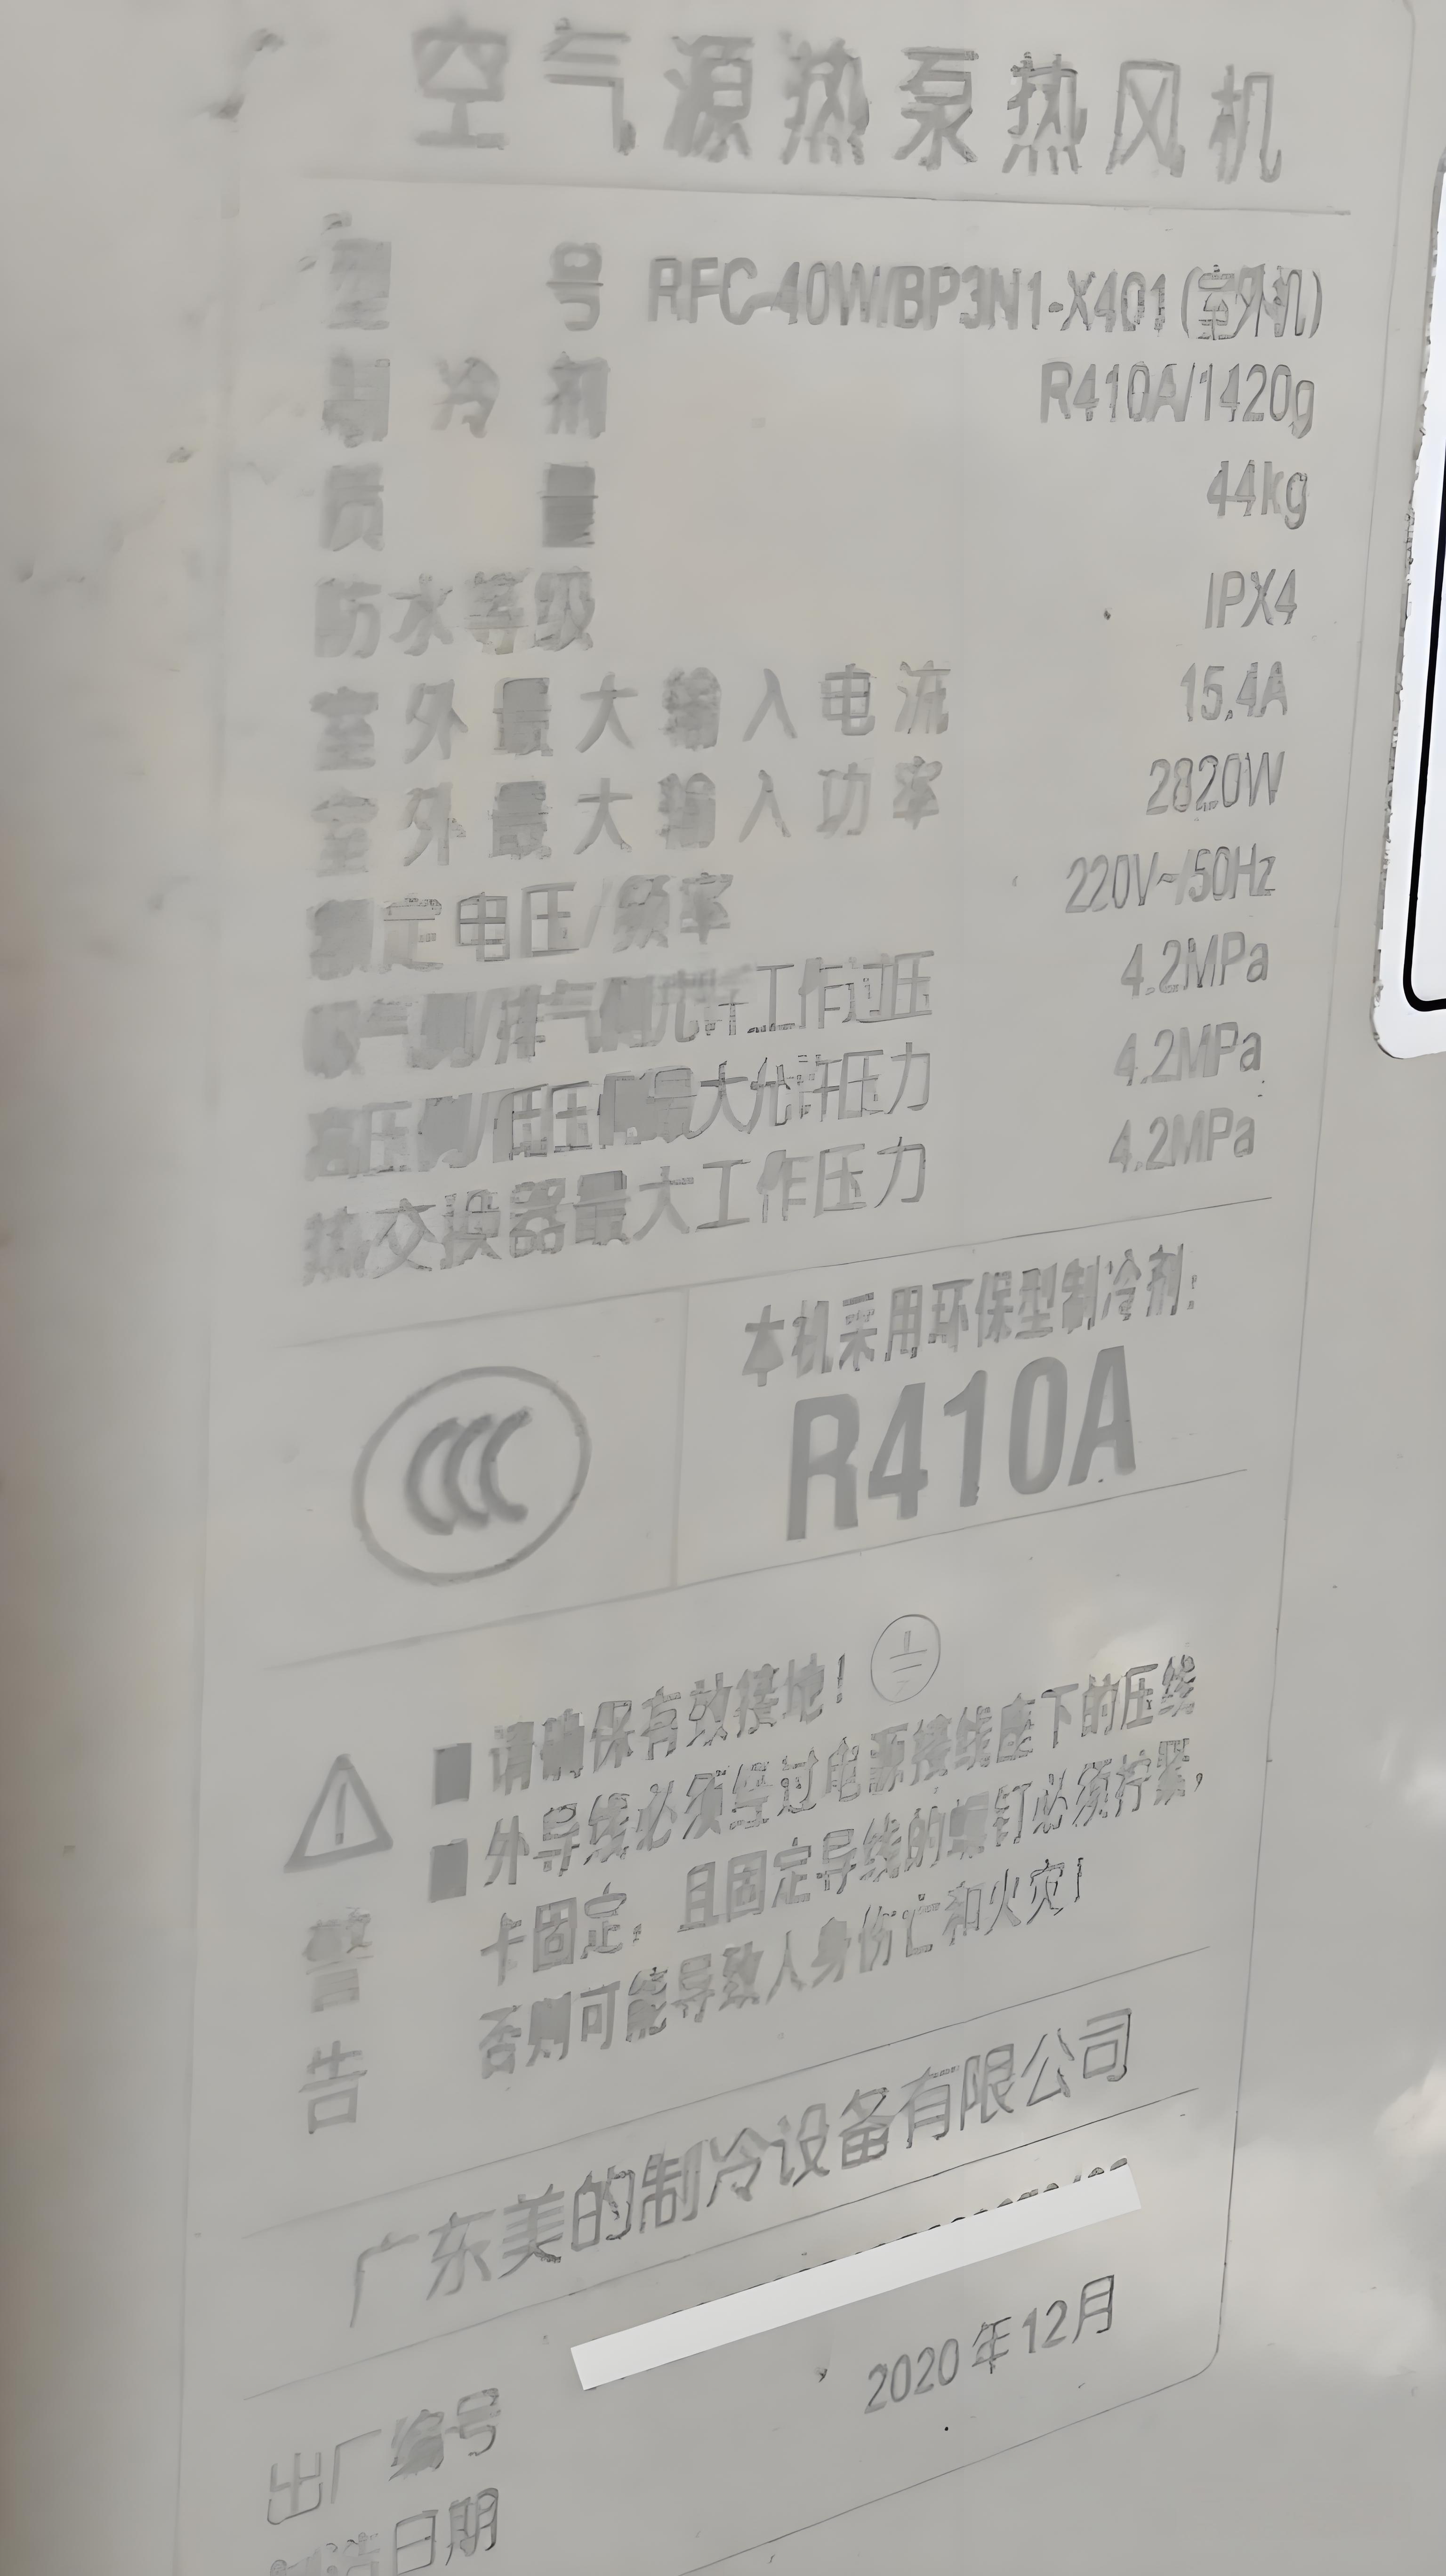 空气源热泵热风机
型号 RFC-40W/BP3N1-X401(室外机)
制冷剂 R410A/1420g
质量 44kg
防水等级 IPX4
室外最大输入电流 15.4A
室外最大输入功率 2820W
额定电压/频率 220V~/50Hz
吸气侧/排气侧允许工作过压 4.2MPa
高压侧/低压侧最大允许压力 4.2MPa
热交换器最大工作压力 4.2MPa
本机采用环保型制冷剂:
R410A
■请确保有效接地!
■外导线必须经过电源接线座下的压线
卡固定,且固定导线的螺钉必须拧紧,
否则可能导致人身伤亡和火灾!
警告
广东美的制冷设备有限公司
出厂编号
制造日期 2020年12月